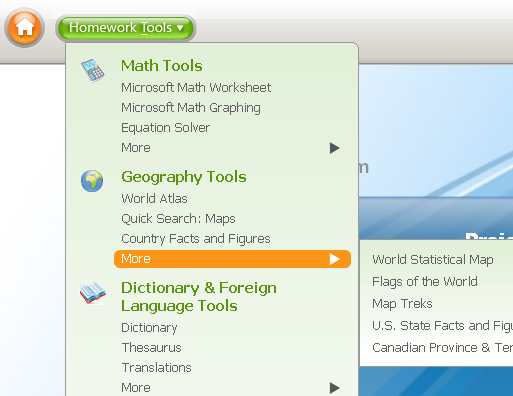 Homework Tools
Math Tools
Microsoft Math Worksheet
Microsoft Math Graphing
Equation Solver
More
Geography Tools
World Atlas
Quick Search: Maps
Country Facts and Figures
More
World Statistical Map
Flags of the World
Map Treks
U.S. State Facts and Figu
Canadian Province & Ter
Dictionary & Foreign
Language Tools
Dictionary
Thesaurus
Translations
More